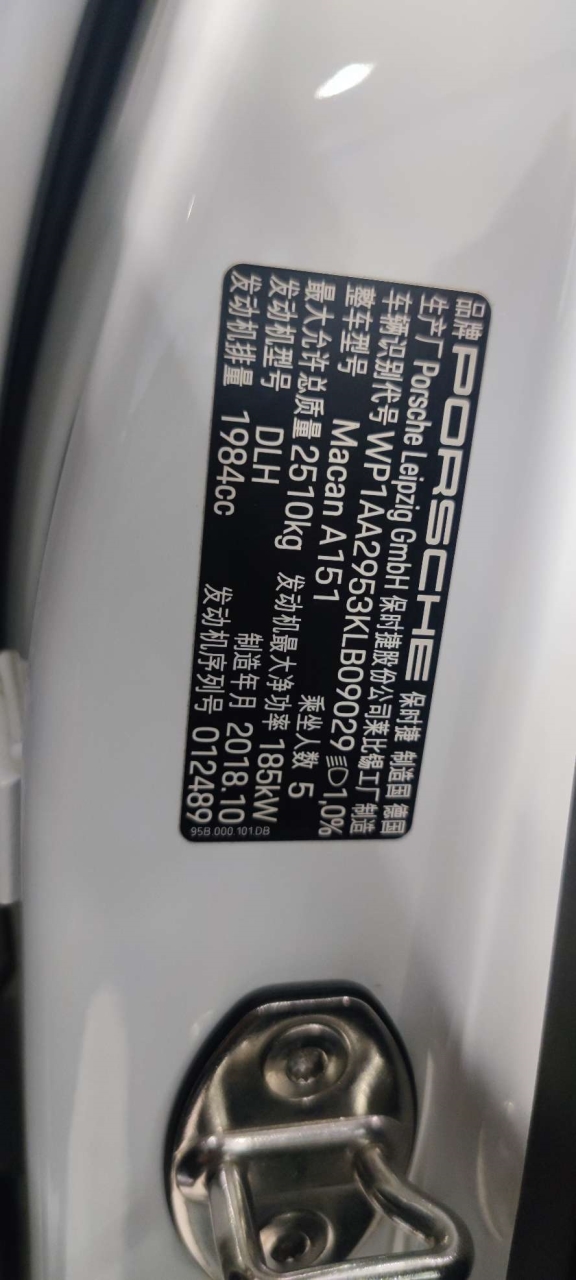 品牌 PORSCHE 保时捷 制造国 德国
生产厂 Porsche Leipzig GmbH 保时捷股份公司莱比锡工厂 制造
车辆识别代号 WP1AA2953KLB09029 1,0%
整车型号 Macan A151 乘坐人数 5
最大允许总质量 2510kg 发动机最大净功率 185kW
发动机型号 DLH 制造年月 2018.10
发动机排量 1984cc 发动机序列号 012489
95B.000.101.DB